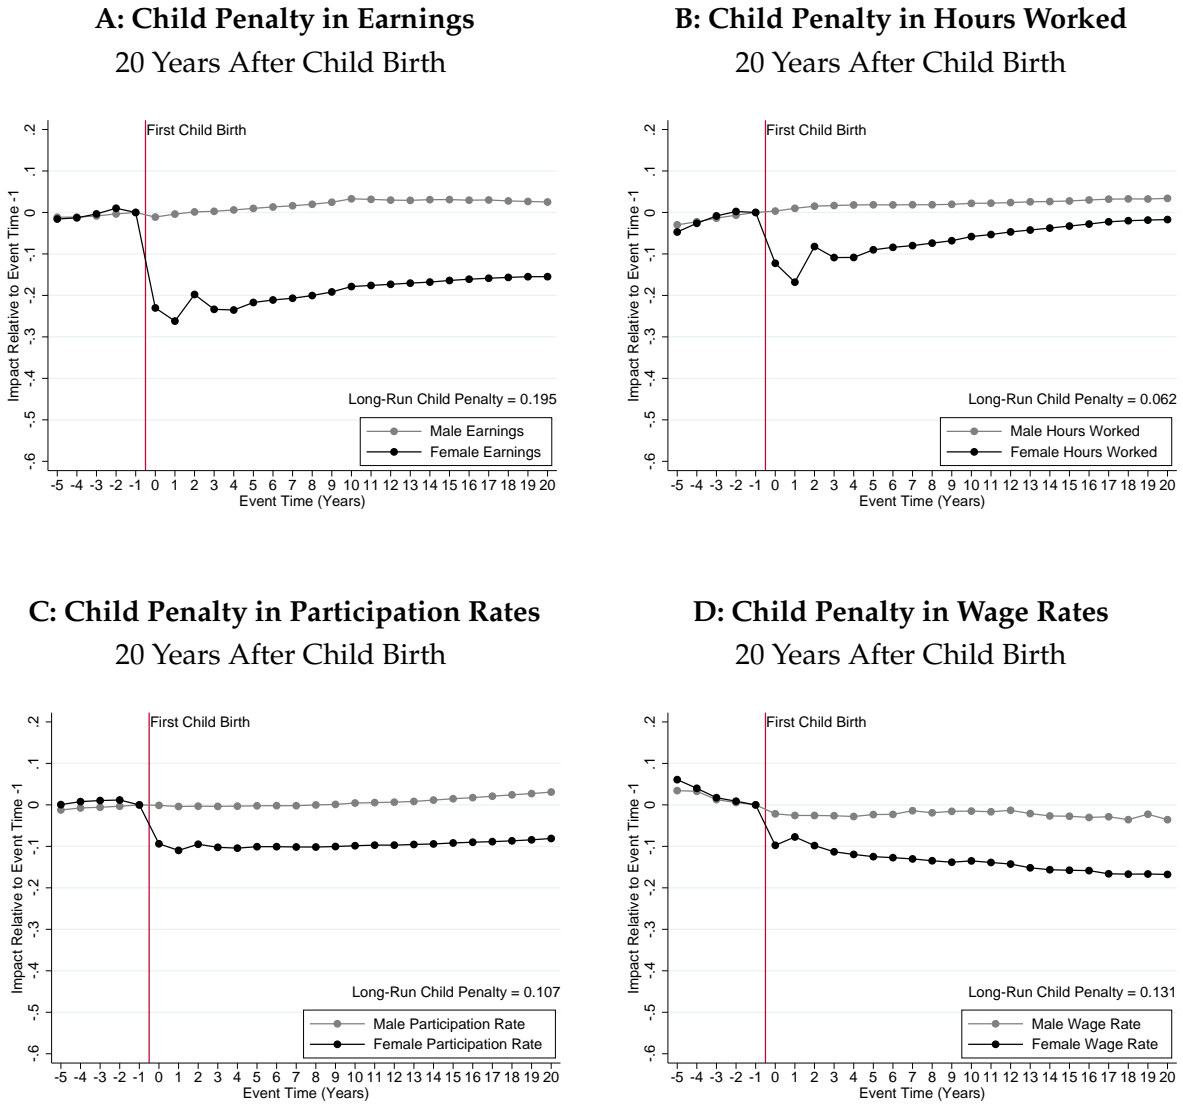 A: Child Penalty in Earnings
20 Years After Child Birth
First Child Birth
Impact Relative to Event Time -1
.2
.1
0
-.1
-.2
-.3
-.4
-.5
-.6
Long-Run Child Penalty = 0.195
Male Earnings
Female Earnings
-5 -4 -3 -2 -1 0 1 2 3 4 5 6 7 8 9 10 11 12 13 14 15 16 17 18 19 20
Event Time (Years)
B: Child Penalty in Hours Worked
20 Years After Child Birth
First Child Birth
Impact Relative to Event Time -1
.2
.1
0
-.1
-.2
-.3
-.4
-.5
-.6
Long-Run Child Penalty = 0.062
Male Hours Worked
Female Hours Worked
-5 -4 -3 -2 -1 0 1 2 3 4 5 6 7 8 9 10 11 12 13 14 15 16 17 18 19 20
Event Time (Years)
C: Child Penalty in Participation Rates
20 Years After Child Birth
First Child Birth
Impact Relative to Event Time -1
.2
.1
0
-.1
-.2
-.3
-.4
-.5
-.6
Long-Run Child Penalty = 0.107
Male Participation Rate
Female Participation Rate
-5 -4 -3 -2 -1 0 1 2 3 4 5 6 7 8 9 10 11 12 13 14 15 16 17 18 19 20
Event Time (Years)
D: Child Penalty in Wage Rates
20 Years After Child Birth
First Child Birth
Impact Relative to Event Time -1
.2
.1
0
-.1
-.2
-.3
-.4
-.5
-.6
Long-Run Child Penalty = 0.131
Male Wage Rate
Female Wage Rate
-5 -4 -3 -2 -1 0 1 2 3 4 5 6 7 8 9 10 11 12 13 14 15 16 17 18 19 20
Event Time (Years)